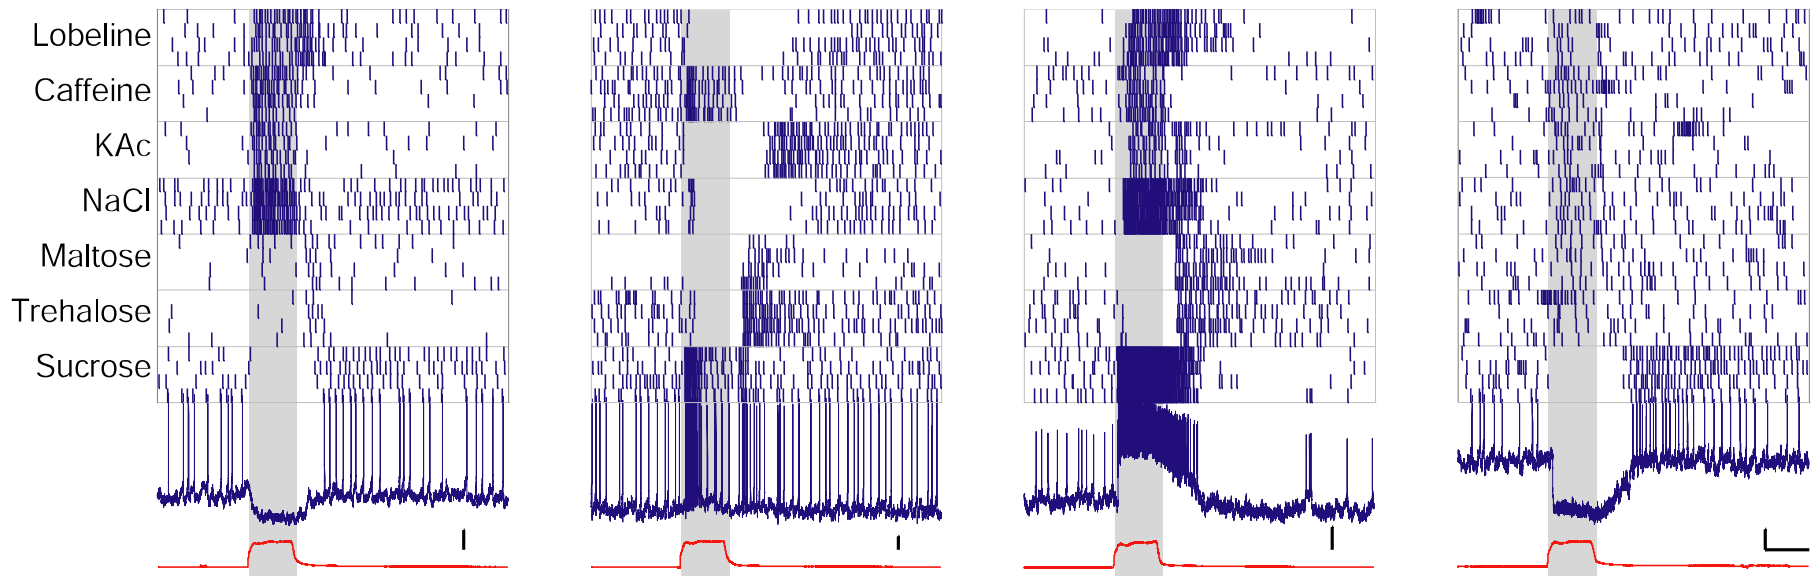 Lobeline
Caffeine
KAc
NaCl
Maltose
Trehalose
Sucrose